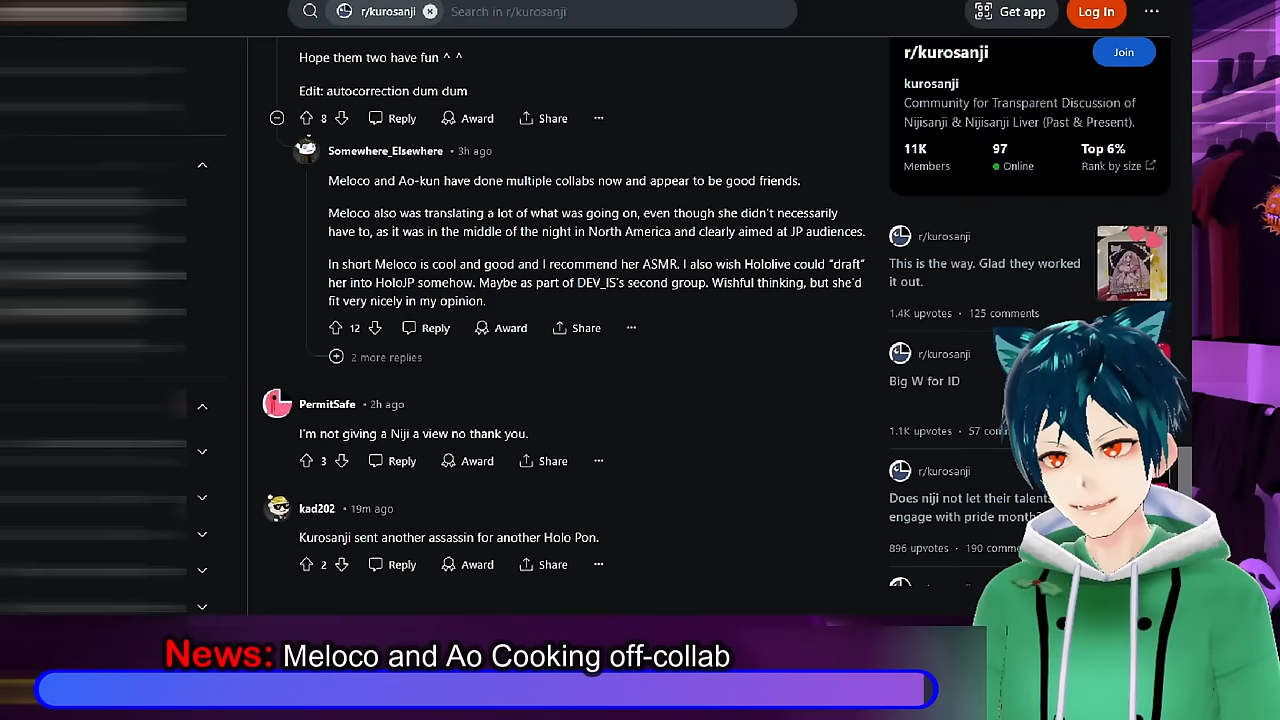 r/kurosanji
Search in r/kurosanji
Get app
Log In
Hope them two have fun ^ ^
Edit: autocorrection dum dum
8 Reply Award Share
Somewhere_Elsewhere • 3h ago
Meloco and Ao-kun have done multiple collabs now and appear to be good friends.
Meloco also was translating a lot of what was going on, even though she didn't necessarily
have to, as it was in the middle of the night in North America and clearly aimed at JP audiences.
In short Meloco is cool and good and I recommend her ASMR. I also wish Hololive could "draft"
her into HoloJP somehow. Maybe as part of DEV_IS's second group. Wishful thinking, but she'd
fit very nicely in my opinion.
12 Reply Award Share
2 more replies
PermitSafe • 2h ago
I'm not giving a Niji a view no thank you.
3 Reply Award Share
kad202 • 19m ago
Kurosanji sent another assassin for another Holo Pon.
2 Reply Award Share
r/kurosanji
Join
kurosanji
Community for Transparent Discussion of
Nijisanji & Nijisanji Liver (Past & Present).
11K 97 Top 6%
Members Online Rank by size
r/kurosanji
This is the way. Glad they worked
it out.
1.4K upvotes • 125 comments
r/kurosanji
Big W for ID
1.1K upvotes • 57
r/kurosanji
Does niji not let their
engage with pride month
896 upvotes • 190
News: Meloco and Ao Cooking off-collab